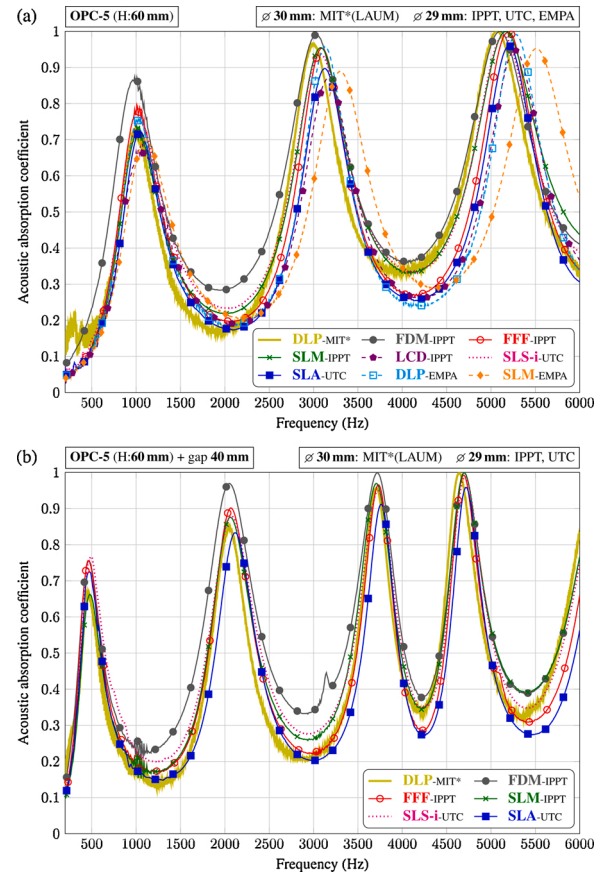 (a)
OPC-5 (H:60 mm)
⌀ 30 mm: MIT*(LAUM) ⌀ 29 mm: IPPT, UTC, EMPA
Acoustic absorption coefficient
1
0.9
0.8
0.7
0.6
0.5
0.4
0.3
0.2
0.1
0
DLP-MIT* FDM-IPPT FFF-IPPT
SLM-IPPT LCD-IPPT SLS-i-UTC
SLA-UTC DLP-EMPA SLM-EMPA
500 1000 1500 2000 2500 3000 3500 4000 4500 5000 5500 6000
Frequency (Hz)
(b)
OPC-5 (H:60 mm) + gap 40 mm
⌀ 30 mm: MIT*(LAUM) ⌀ 29 mm: IPPT, UTC
Acoustic absorption coefficient
1
0.9
0.8
0.7
0.6
0.5
0.4
0.3
0.2
0.1
0
DLP-MIT* FDM-IPPT
FFF-IPPT SLM-IPPT
SLS-i-UTC SLA-UTC
500 1000 1500 2000 2500 3000 3500 4000 4500 5000 5500 6000
Frequency (Hz)